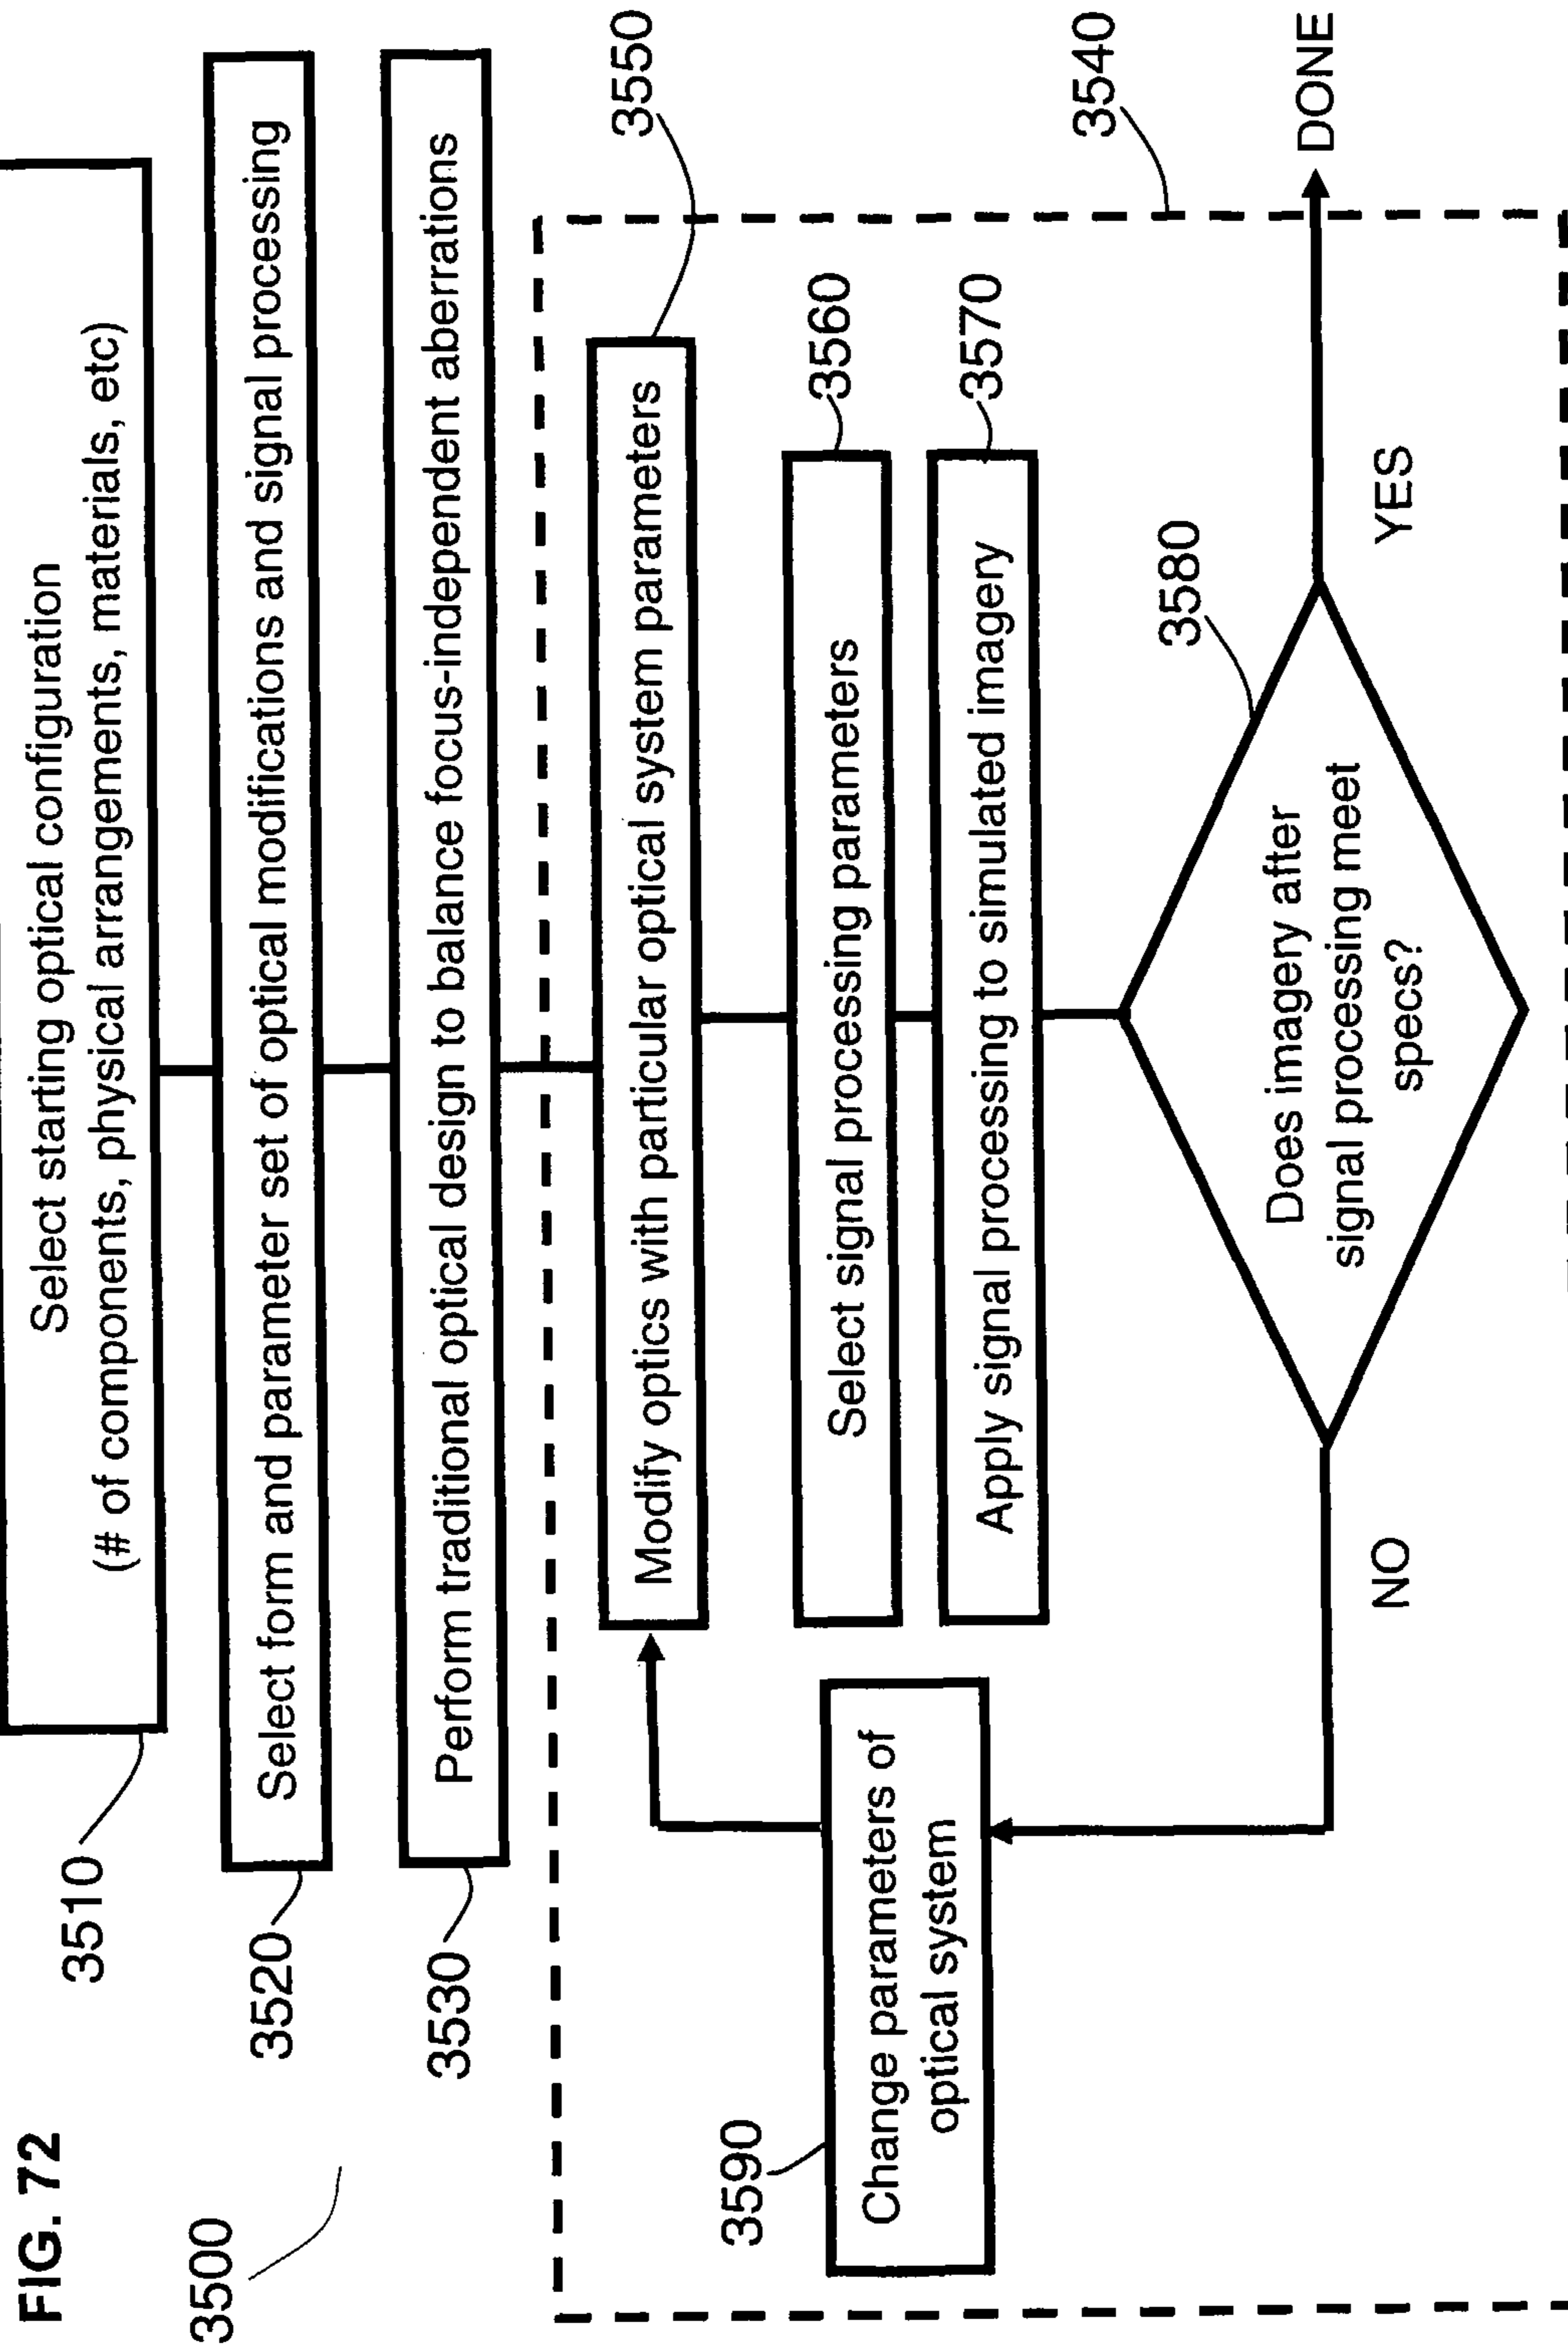 FIG. 72
3500
3510
Select starting optical configuration
(# of components, physical arrangements, materials, etc)
3520
Select form and parameter set of optical modifications and signal processing
3530
Perform traditional optical design to balance focus-independent aberrations
3550
Modify optics with particular optical system parameters
3590
Change parameters of
optical system
3560
Select signal processing parameters
3570
Apply signal processing to simulated imagery
3540
3580
Does imagery after
signal processing meet
specs?
NO
YES
DONE